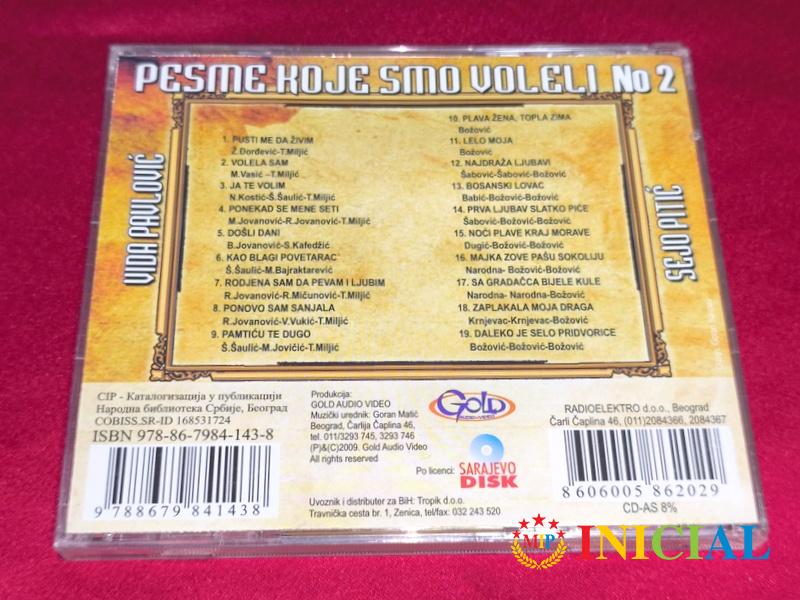 PESME KOJE SMO VOLELI No 2
VIDA PAVLOVIĆ
1. PUSTI ME DA ŽIVIM
Ž.Đorđević-T.Miljić
2. VOLELA SAM
M.Vasić –T.Miljić
3. JA TE VOLIM
N.Kostić-Š.Šaulić-T.Miljić
4. PONEKAD SE MENE SETI
M.Jovanović-R.Jovanović-T.Miljić
5. DOŠLI DANI
B.Jovanović-S.Kafedžić
6. KAO BLAGI POVETARAC
Š.Šaulić-M.Bajraktarević
7. RODJENA SAM DA PEVAM I LJUBIM
R.Jovanović-R.Mičunović-T.Miljić
8. PONOVO SAM SANJALA
R.Jovanović-V.Vukić-T.Miljić
9. PAMTIĆU TE DUGO
Š.Šaulić-M.Jovičić-T.Miljić
10. PLAVA ŽENA, TOPLA ZIMA
Božović
11. LELO MOJA
Božović
12. NAJDRAŽA LJUBAVI
Šabović-Šabović-Božović
13. BOSANSKI LOVAC
Babić-Božović-Božović
14. PRVA LJUBAV SLATKO PIĆE
Šabović-Božović-Božović
15. NOĆI PLAVE KRAJ MORAVE
Dugić-Božović-Božović
16. MAJKA ZOVE PAŠU SOKOLIJU
Narodna- Božović-Božović
17. SA GRADAČCA BIJELE KULE
Narodna- Narodna-Božović
18. ZAPLAKALA MOJA DRAGA
Krnjevac-Krnjevac-Božović
19. DALEKO JE SELO PRIDVORICE
Božović-Božović-Božović
SEJO PITIĆ
CIP - Каталогизација у публикацији
Народна библиотека Србије, Београд
COBISS.SR-ID 168531724
ISBN 978-86-7984-143-8
9 788679 841438
Produkcija:
GOLD AUDIO VIDEO
Muzički urednik: Goran Matić
Beograd, Čarlija Čaplina 46,
tel. 011/3293 745, 3293 746
(P)&(C)2009. Gold Audio Video
All rights reserved
GOLD
AUDIO-VIDEO
Po licenci:
SARAJEVO
DISK
Uvoznik i distributer za BiH: Tropik d.o.o.
Travnička cesta br. 1, Zenica, tel/fax: 032 243 520
RADIOELEKTRO d.o.o., Beograd
Čarli Čaplina 46, (011)2084366, 2084367
8 606005 862029
CD-AS 8%
MIP
INICIAL